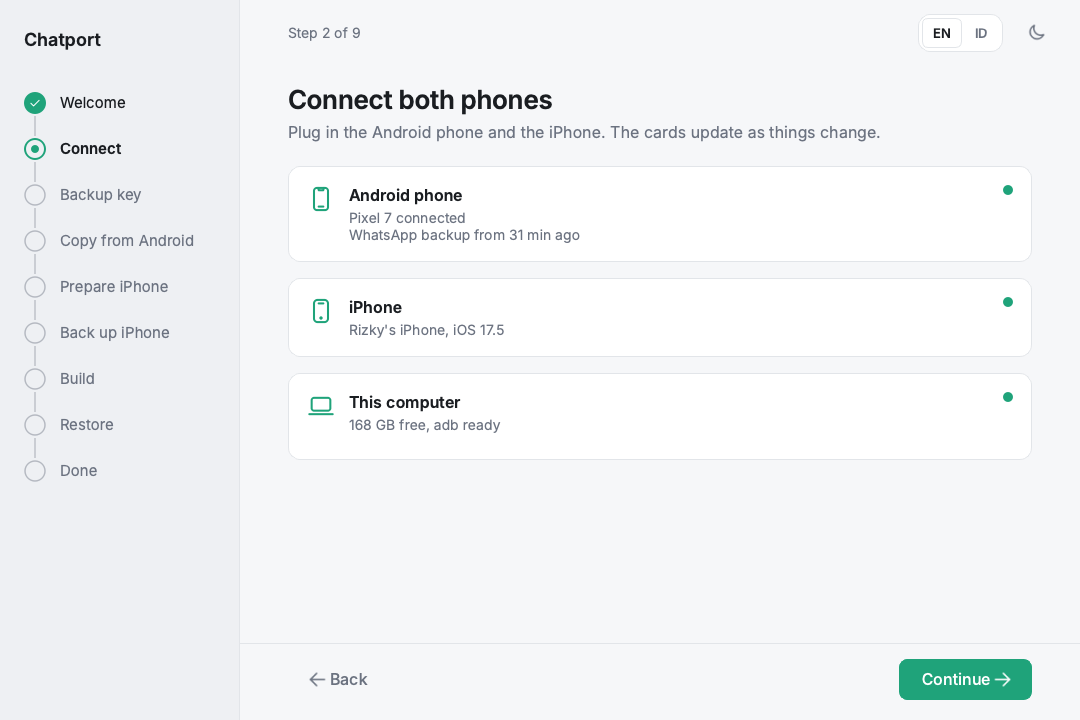 Chatport
Welcome
Connect
Backup key
Copy from Android
Prepare iPhone
Back up iPhone
Build
Restore
Done
Step 2 of 9
EN
ID
Connect both phones
Plug in the Android phone and the iPhone. The cards update as things change.
Android phone
Pixel 7 connected
WhatsApp backup from 31 min ago
iPhone
Rizky's iPhone, iOS 17.5
This computer
168 GB free, adb ready
Back
Continue